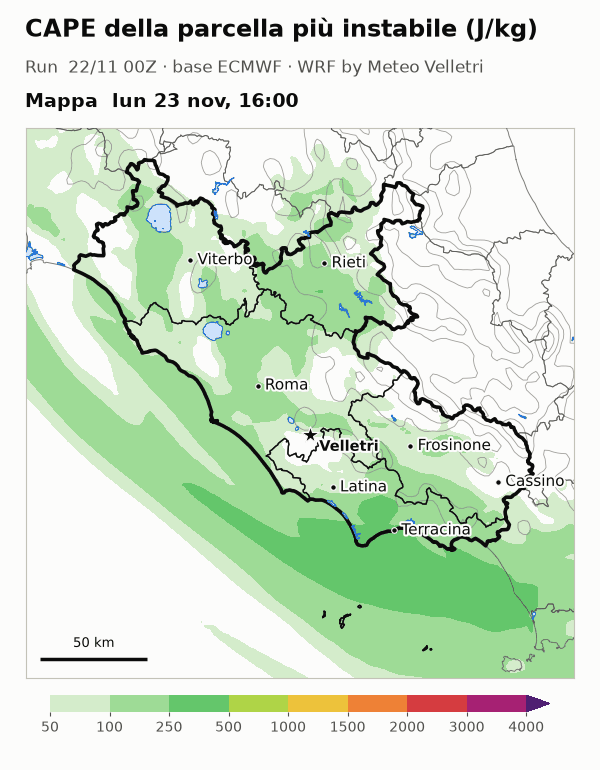 CAPE della parcella più instabile (J/kg)
Run 22/11 00Z · base ECMWF · WRF by Meteo Velletri
Mappa lun 23 nov, 16:00
Viterbo
Rieti
Roma
Velletri
Frosinone
Cassino
Latina
Terracina
50 km
50 100 250 500 1000 1500 2000 3000 4000